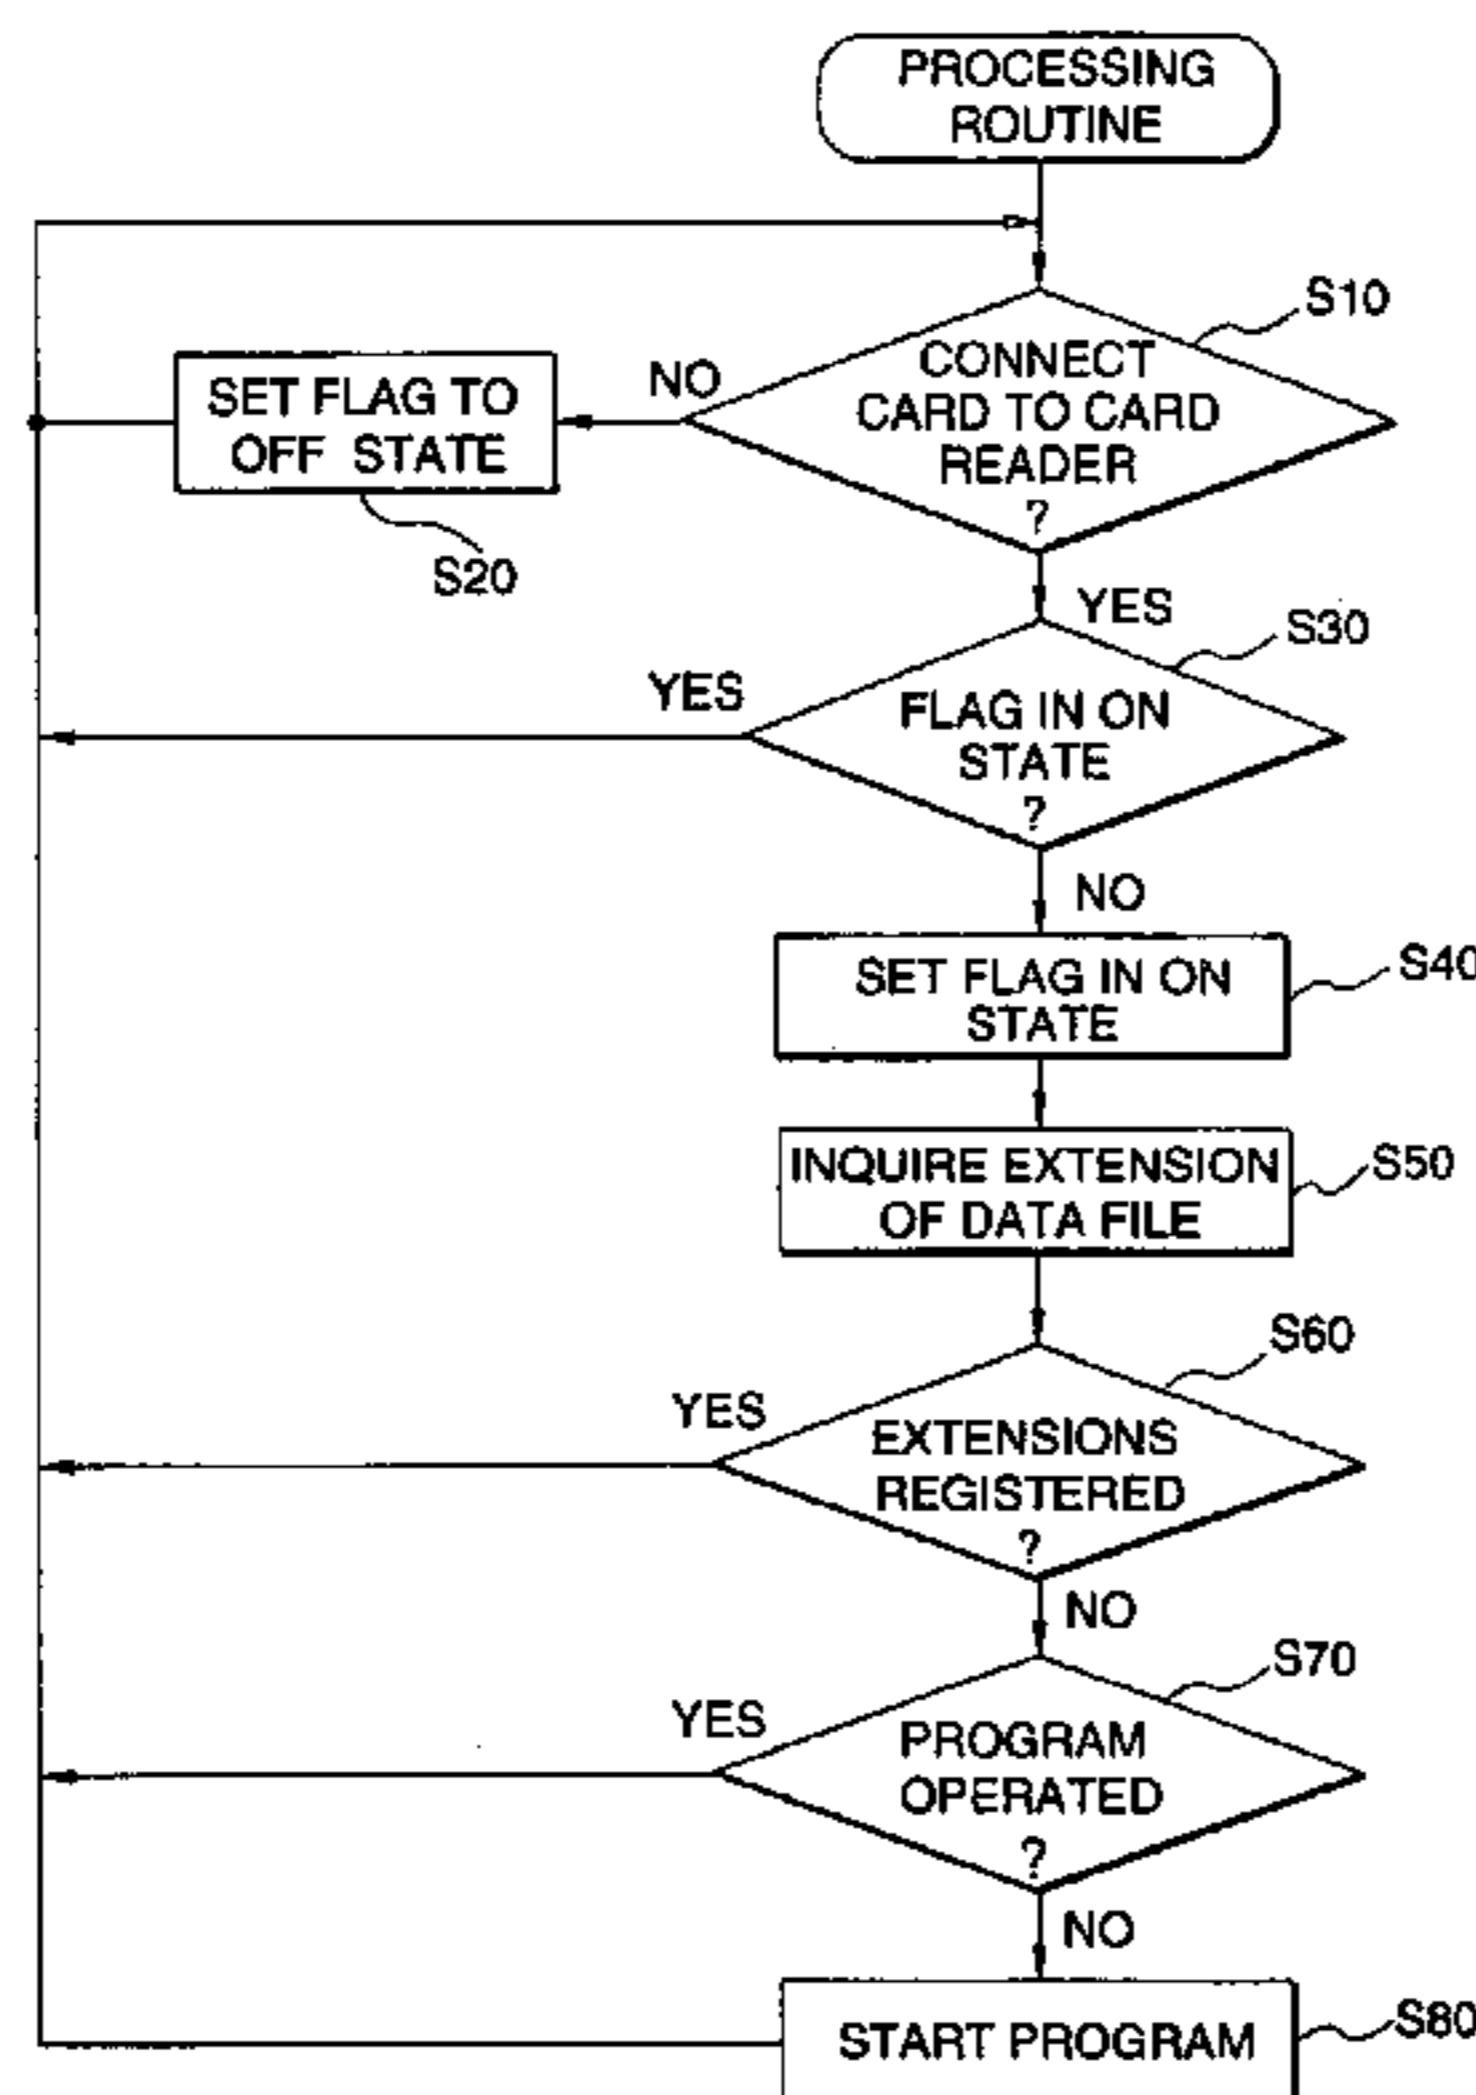 PROCESSING
ROUTINE
S10
CONNECT
CARD TO CARD
READER
?
NO
SET FLAG TO
OFF STATE
S20
YES
S30
YES
FLAG IN ON
STATE
?
NO
SET FLAG IN ON
STATE
S40
INQUIRE EXTENSION
OF DATA FILE
S50
S60
YES
EXTENSIONS
REGISTERED
?
NO
S70
YES
PROGRAM
OPERATED
?
NO
START PROGRAM
S80